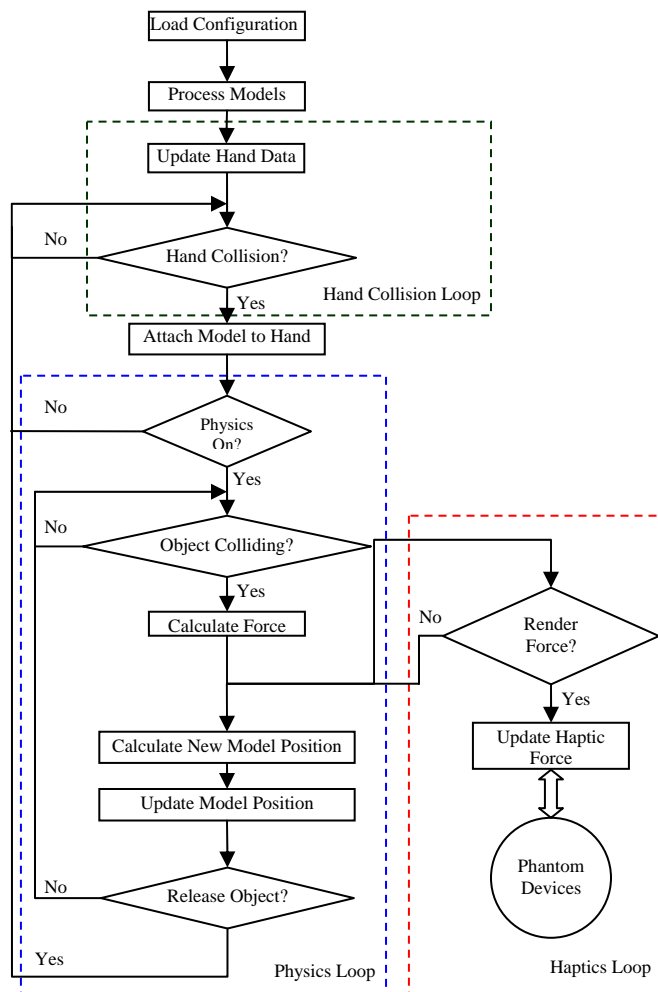 Load Configuration
Process Models
Update Hand Data
No
Hand Collision?
Yes
Hand Collision Loop
Attach Model to Hand
No
Physics
On?
Yes
No
Object Colliding?
Yes
Calculate Force
No
Render
Force?
Yes
Calculate New Model Position
Update Haptic
Force
Update Model Position
No
Release Object?
Phantom
Devices
Yes
Physics Loop
Haptics Loop